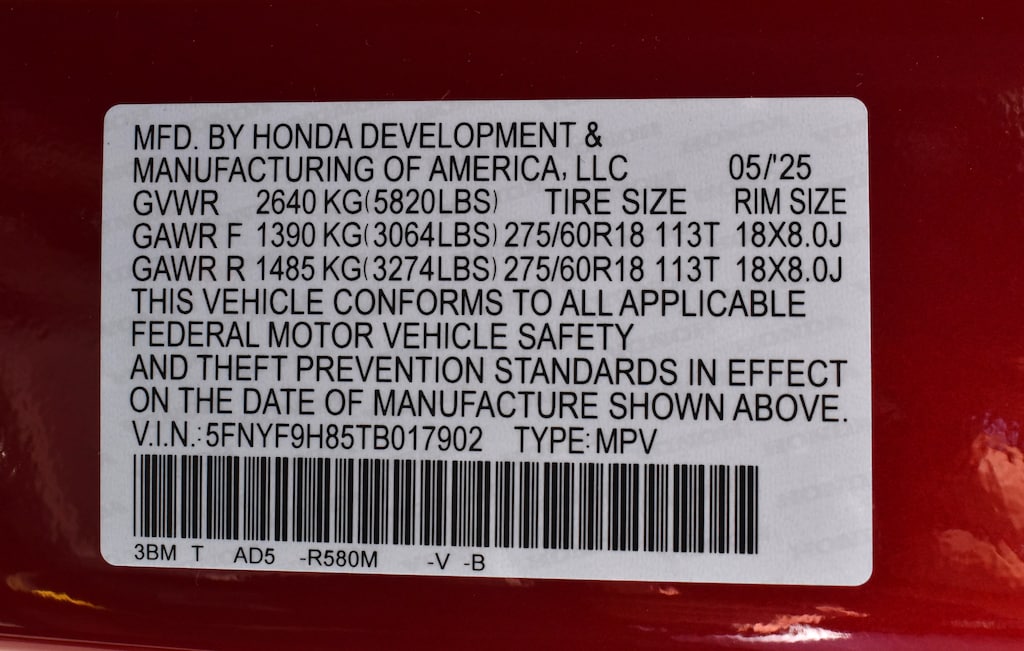 MFD. BY HONDA DEVELOPMENT &
MANUFACTURING OF AMERICA, LLC 05/'25
GVWR 2640 KG(5820LBS) TIRE SIZE RIM SIZE
GAWR F 1390 KG(3064LBS) 275/60R18 113T 18X8.0J
GAWR R 1485 KG(3274LBS) 275/60R18 113T 18X8.0J
THIS VEHICLE CONFORMS TO ALL APPLICABLE
FEDERAL MOTOR VEHICLE SAFETY
AND THEFT PREVENTION STANDARDS IN EFFECT
ON THE DATE OF MANUFACTURE SHOWN ABOVE.
V.I.N.: 5FNYF9H85TB017902 TYPE: MPV
3BM T AD5 -R580M -V -B